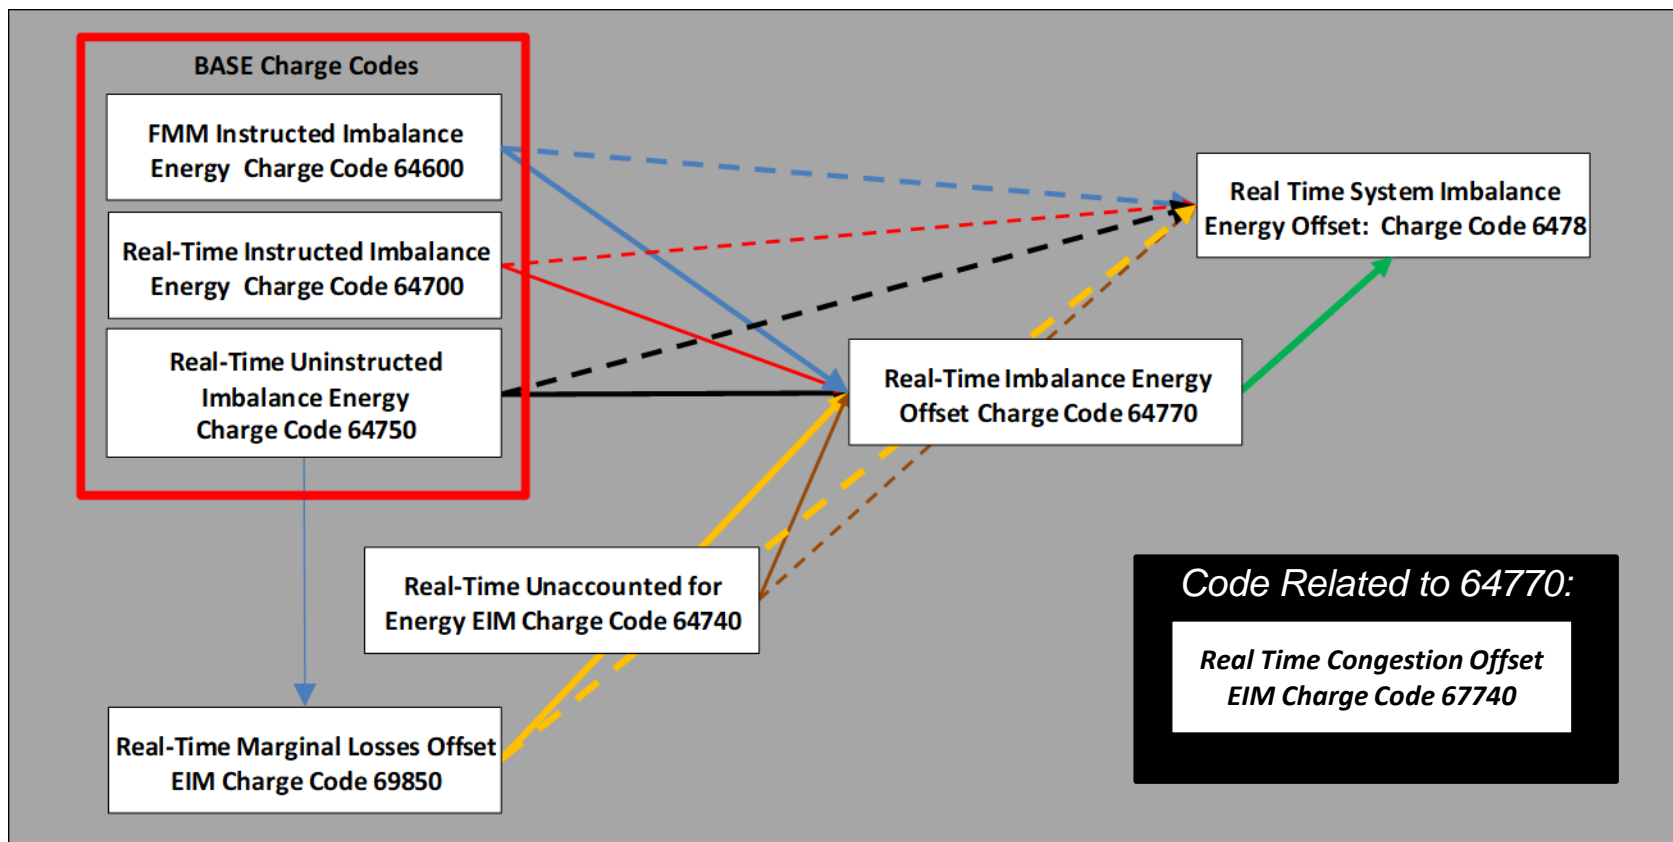 BASE Charge Codes
FMM Instructed Imbalance
Energy Charge Code 64600
Real-Time Instructed Imbalance
Energy Charge Code 64700
Real-Time Uninstructed
Imbalance Energy
Charge Code 64750
Real Time System Imbalance
Energy Offset: Charge Code 6478
Real-Time Imbalance Energy
Offset Charge Code 64770
Real-Time Unaccounted for
Energy EIM Charge Code 64740
Real-Time Marginal Losses Offset
EIM Charge Code 69850
Code Related to 64770:
Real Time Congestion Offset
EIM Charge Code 67740